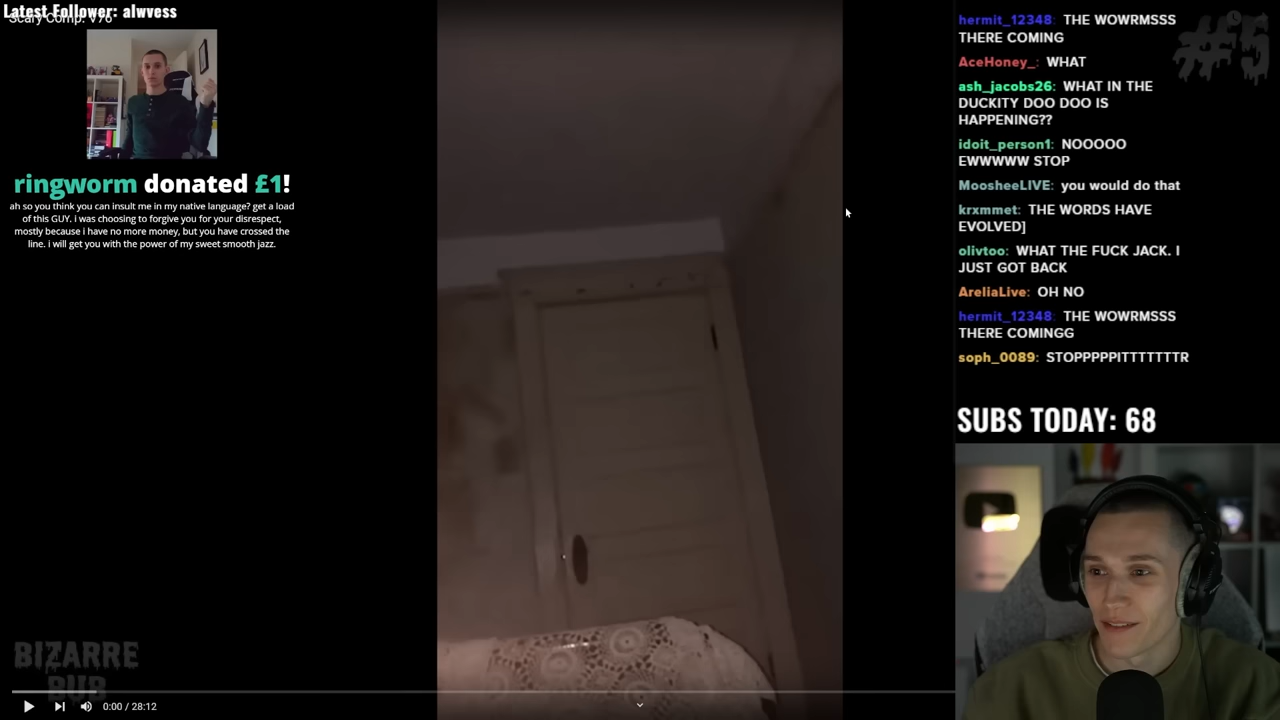 Latest Follower: alwvess
Scary Comp. V76
ringworm donated £1!
ah so you think you can insult me in my native language? get a load
of this GUY. i was choosing to forgive you for your disrespect,
mostly because i have no more money, but you have crossed the
line. i will get you with the power of my sweet smooth jazz.
BIZARRE
BUB
0:00 / 28:12
#5
hermit_12348: THE WOWRMSSS
THERE COMING
AceHoney_: WHAT
ash_jacobs26: WHAT IN THE
DUCKITY DOO DOO IS
HAPPENING??
idoit_person1: NOOOOO
EWWWWW STOP
MoosheeLIVE: you would do that
krxmmet: THE WORDS HAVE
EVOLVED]
olivtoo: WHAT THE FUCK JACK. I
JUST GOT BACK
AreliaLive: OH NO
hermit_12348: THE WOWRMSSS
THERE COMINGG
soph_0089: STOPPPPPITTTTTTTR
SUBS TODAY: 68